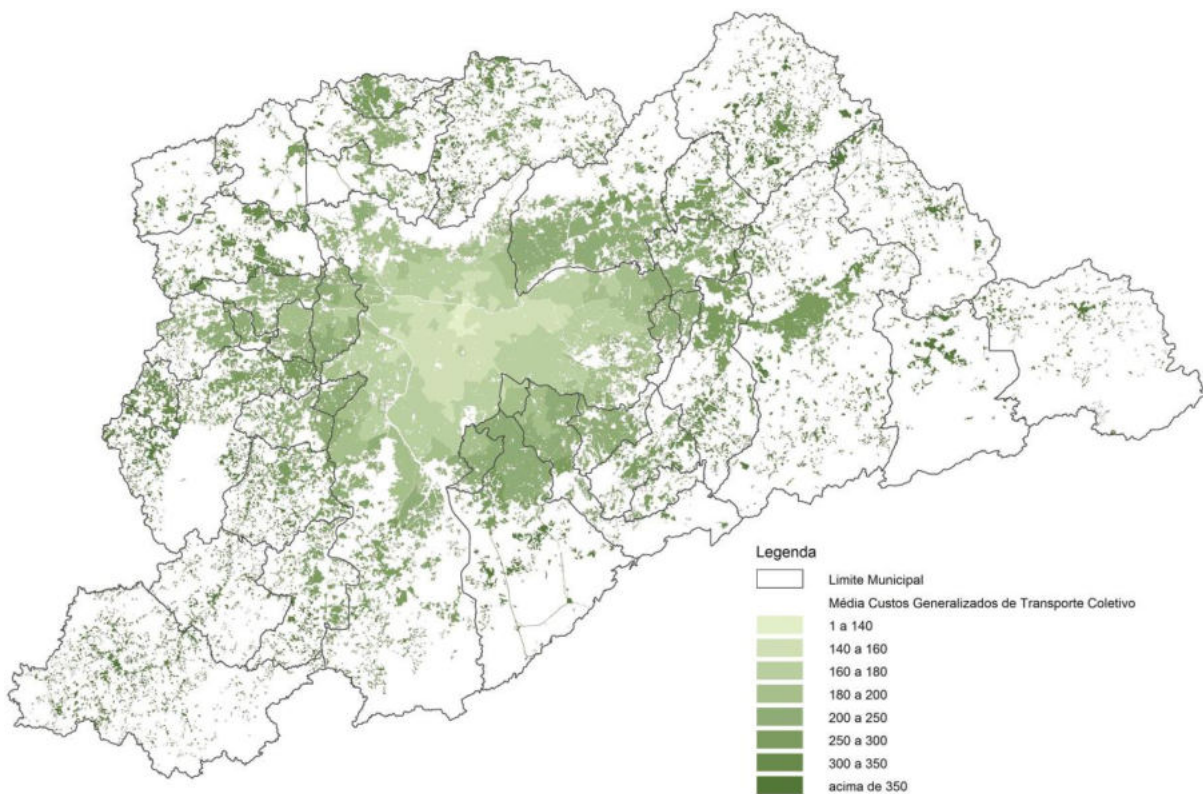 Legenda
Limite Municipal
Média Custos Generalizados de Transporte Coletivo
1 a 140
140 a 160
160 a 180
180 a 200
200 a 250
250 a 300
300 a 350
acima de 350